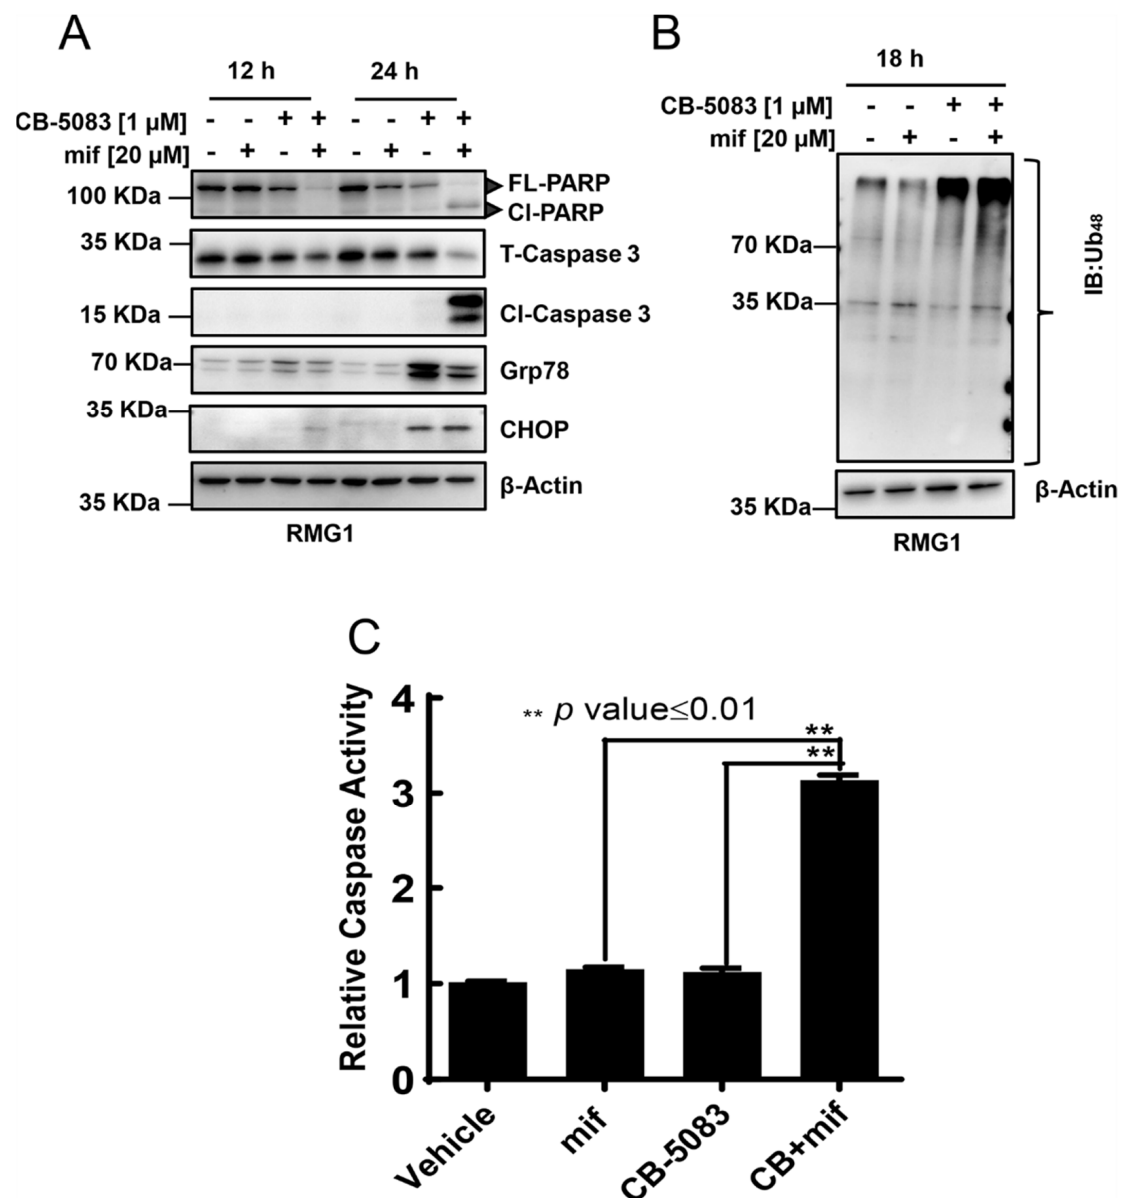 A
12 h 24 h
CB-5083 [1 µM] - - + + - - + +
mif [20 µM] - + - + - + - +
100 KDa
FL-PARP
Cl-PARP
35 KDa
T-Caspase 3
15 KDa
Cl-Caspase 3
70 KDa
Grp78
35 KDa
CHOP
35 KDa
β-Actin
RMG1
B
18 h
CB-5083 [1 µM] - - + +
mif [20 µM] - + - +
70 KDa
35 KDa
IB:Ub48
35 KDa
β-Actin
RMG1
C
** p value≤0.01
**
**
Relative Caspase Activity
4
3
2
1
0
Vehicle
mif
CB-5083
CB+mif